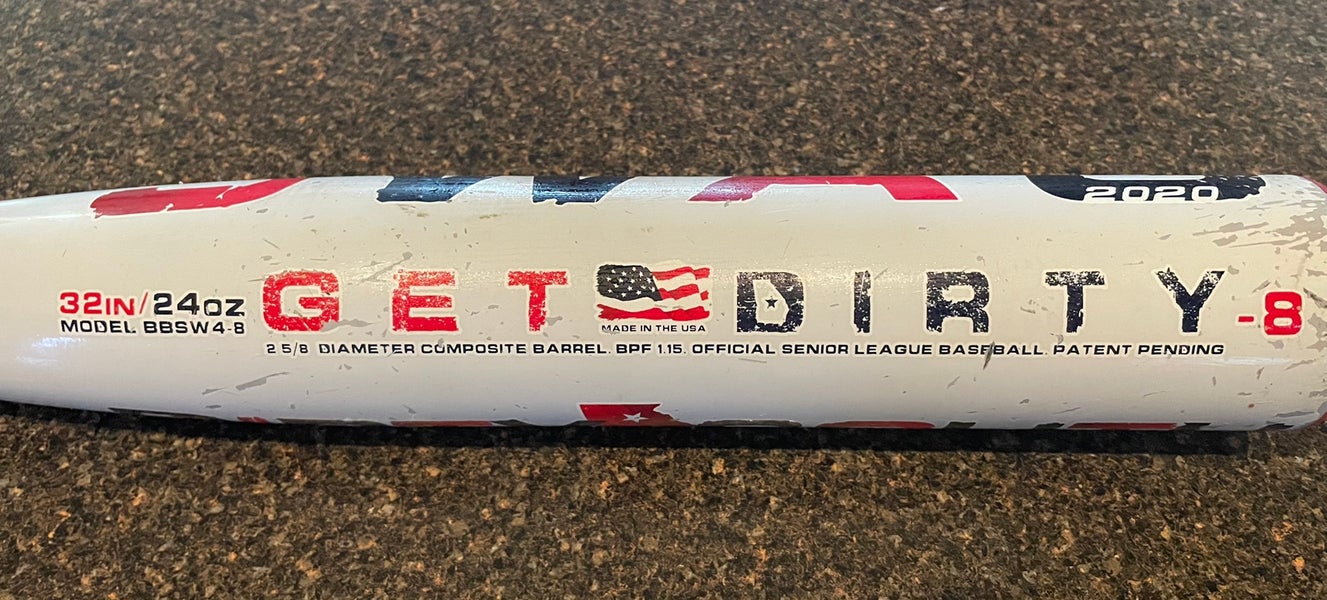 2020
GET DIRTY
32IN/24OZ
MODEL BBSW4-8
-8
MADE IN THE USA
2 5/8 DIAMETER COMPOSITE BARREL. BPF 1.15. OFFICIAL SENIOR LEAGUE BASEBALL. PATENT PENDING